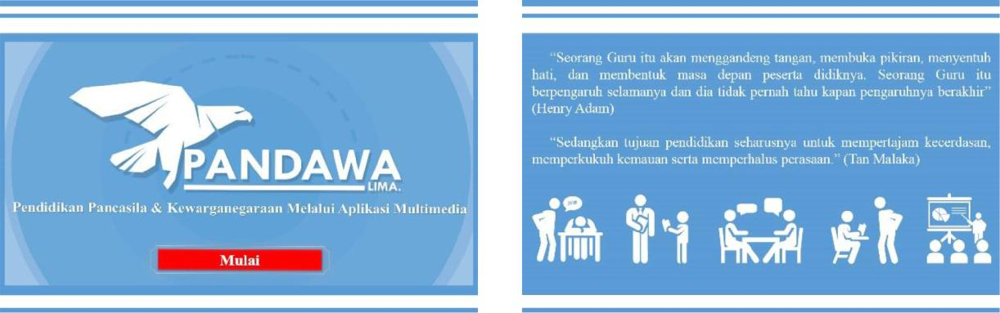 PANDAWA
LIMA.
Pendidikan Pancasila & Kewarganegaraan Melalui Aplikasi Multimedia
Mulai
“Seorang Guru itu akan menggandeng tangan, membuka pikiran, menyentuh
hati, dan membentuk masa depan peserta didiknya. Seorang Guru itu
berpengaruh selamanya dan dia tidak pernah tahu kapan pengaruhnya berakhir”
(Henry Adam)
“Sedangkan tujuan pendidikan seharusnya untuk mempertajam kecerdasan,
memperkukuh kemauan serta memperhalus perasaan.” (Tan Malaka)